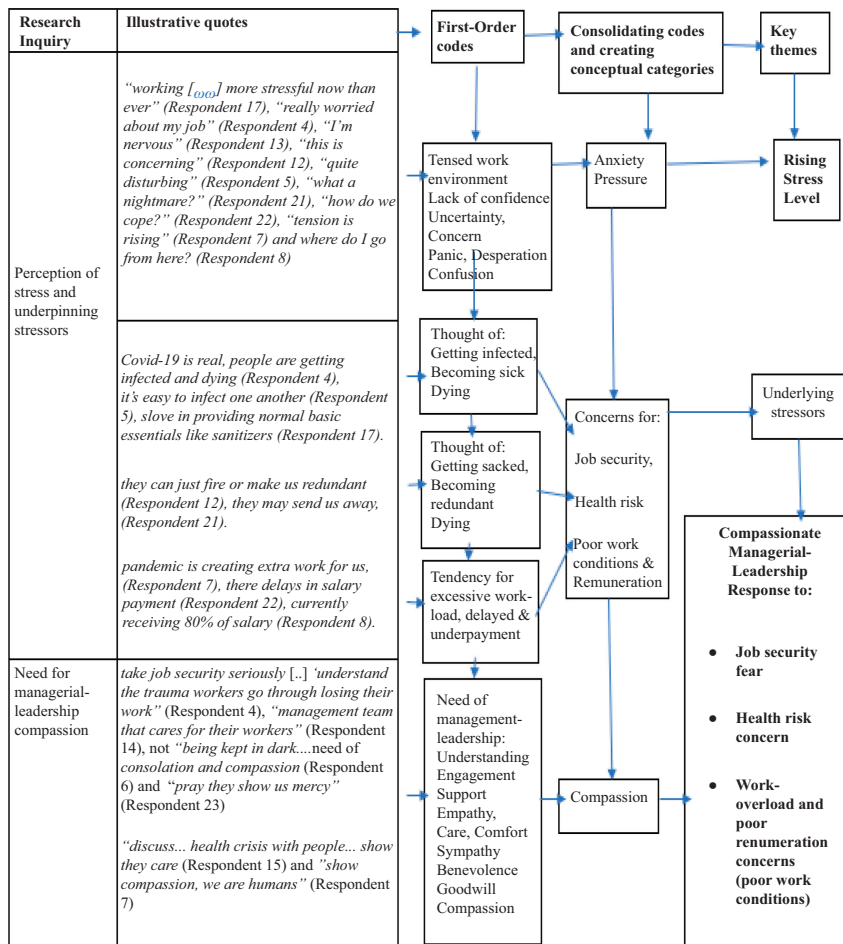 Research
Inquiry
Illustrative quotes
First-Order
codes
Consolidating codes
and creating
conceptual categories
Key
themes
Perception of
stress and
underpinning
stressors
“working [ωω] more stressful now than
ever” (Respondent 17), “really worried
about my job” (Respondent 4), “I’m
nervous” (Respondent 13), “this is
concerning” (Respondent 12), “quite
disturbing” (Respondent 5), “what a
nightmare?” (Respondent 21), “how do we
cope?” (Respondent 22), “tension is
rising” (Respondent 7) and where do I go
from here? (Respondent 8)
Tensed work
environment
Lack of confidence
Uncertainty,
Concern
Panic, Desperation
Confusion
Anxiety
Pressure
Rising
Stress
Level
Covid-19 is real, people are getting
infected and dying (Respondent 4),
it’s easy to infect one another (Respondent
5), slove in providing normal basic
essentials like sanitizers (Respondent 17).
they can just fire or make us redundant
(Respondent 12), they may send us away,
(Respondent 21).
pandemic is creating extra work for us,
(Respondent 7), there delays in salary
payment (Respondent 22), currently
receiving 80% of salary (Respondent 8).
Thought of:
Getting infected,
Becoming sick
Dying
Thought of:
Getting sacked,
Becoming
redundant
Dying
Tendency for
excessive work-
load, delayed &
underpayment
Concerns for:
Job security,
Health risk
Poor work
conditions &
Remuneration
Underlying
stressors
Need for
managerial-
leadership
compassion
take job security seriously [..] ‘understand
the trauma workers go through losing their
work” (Respondent 4), “management team
that cares for their workers” (Respondent
14), not “being kept in dark....need of
consolation and compassion (Respondent
6) and “pray they show us mercy”
(Respondent 23)
“discuss... health crisis with people... show
they care (Respondent 15) and ”show
compassion, we are humans” (Respondent
7)
Need of
management-
leadership:
Understanding
Engagement
Support
Empathy,
Care, Comfort
Sympathy
Benevolence
Goodwill
Compassion
Compassion
Compassionate
Managerial-
Leadership
Response to:
● Job security
fear
● Health risk
concern
● Work-
overload and
poor
renumeration
concerns
(poor work
conditions)